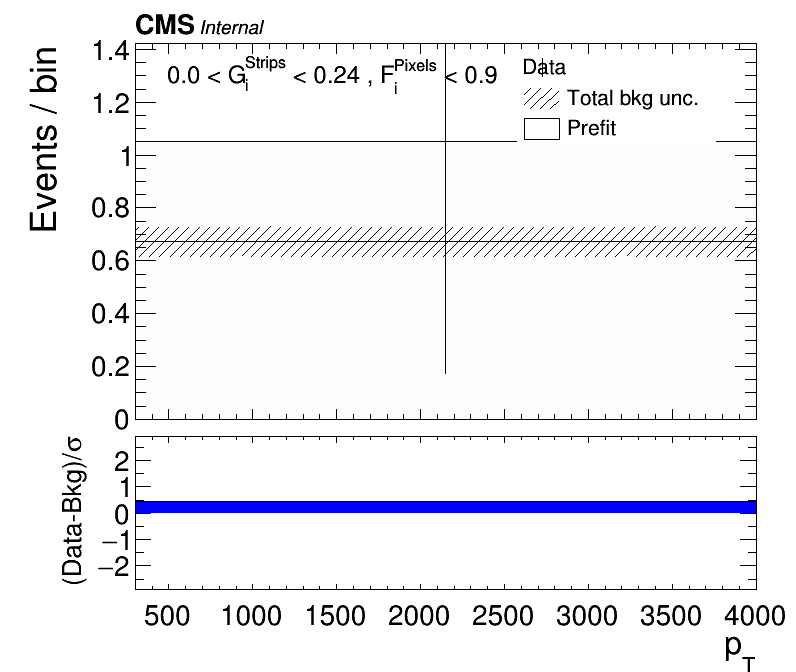 CMS Internal
0.0 < G_i^Strips < 0.24 , F_i^Pixels < 0.9
Data
Total bkg unc.
Prefit
Events / bin
1.4
1.2
1
0.8
0.6
0.4
0.2
0
(Data-Bkg)/σ
2
1
0
−1
−2
500 1000 1500 2000 2500 3000 3500 4000
p_T